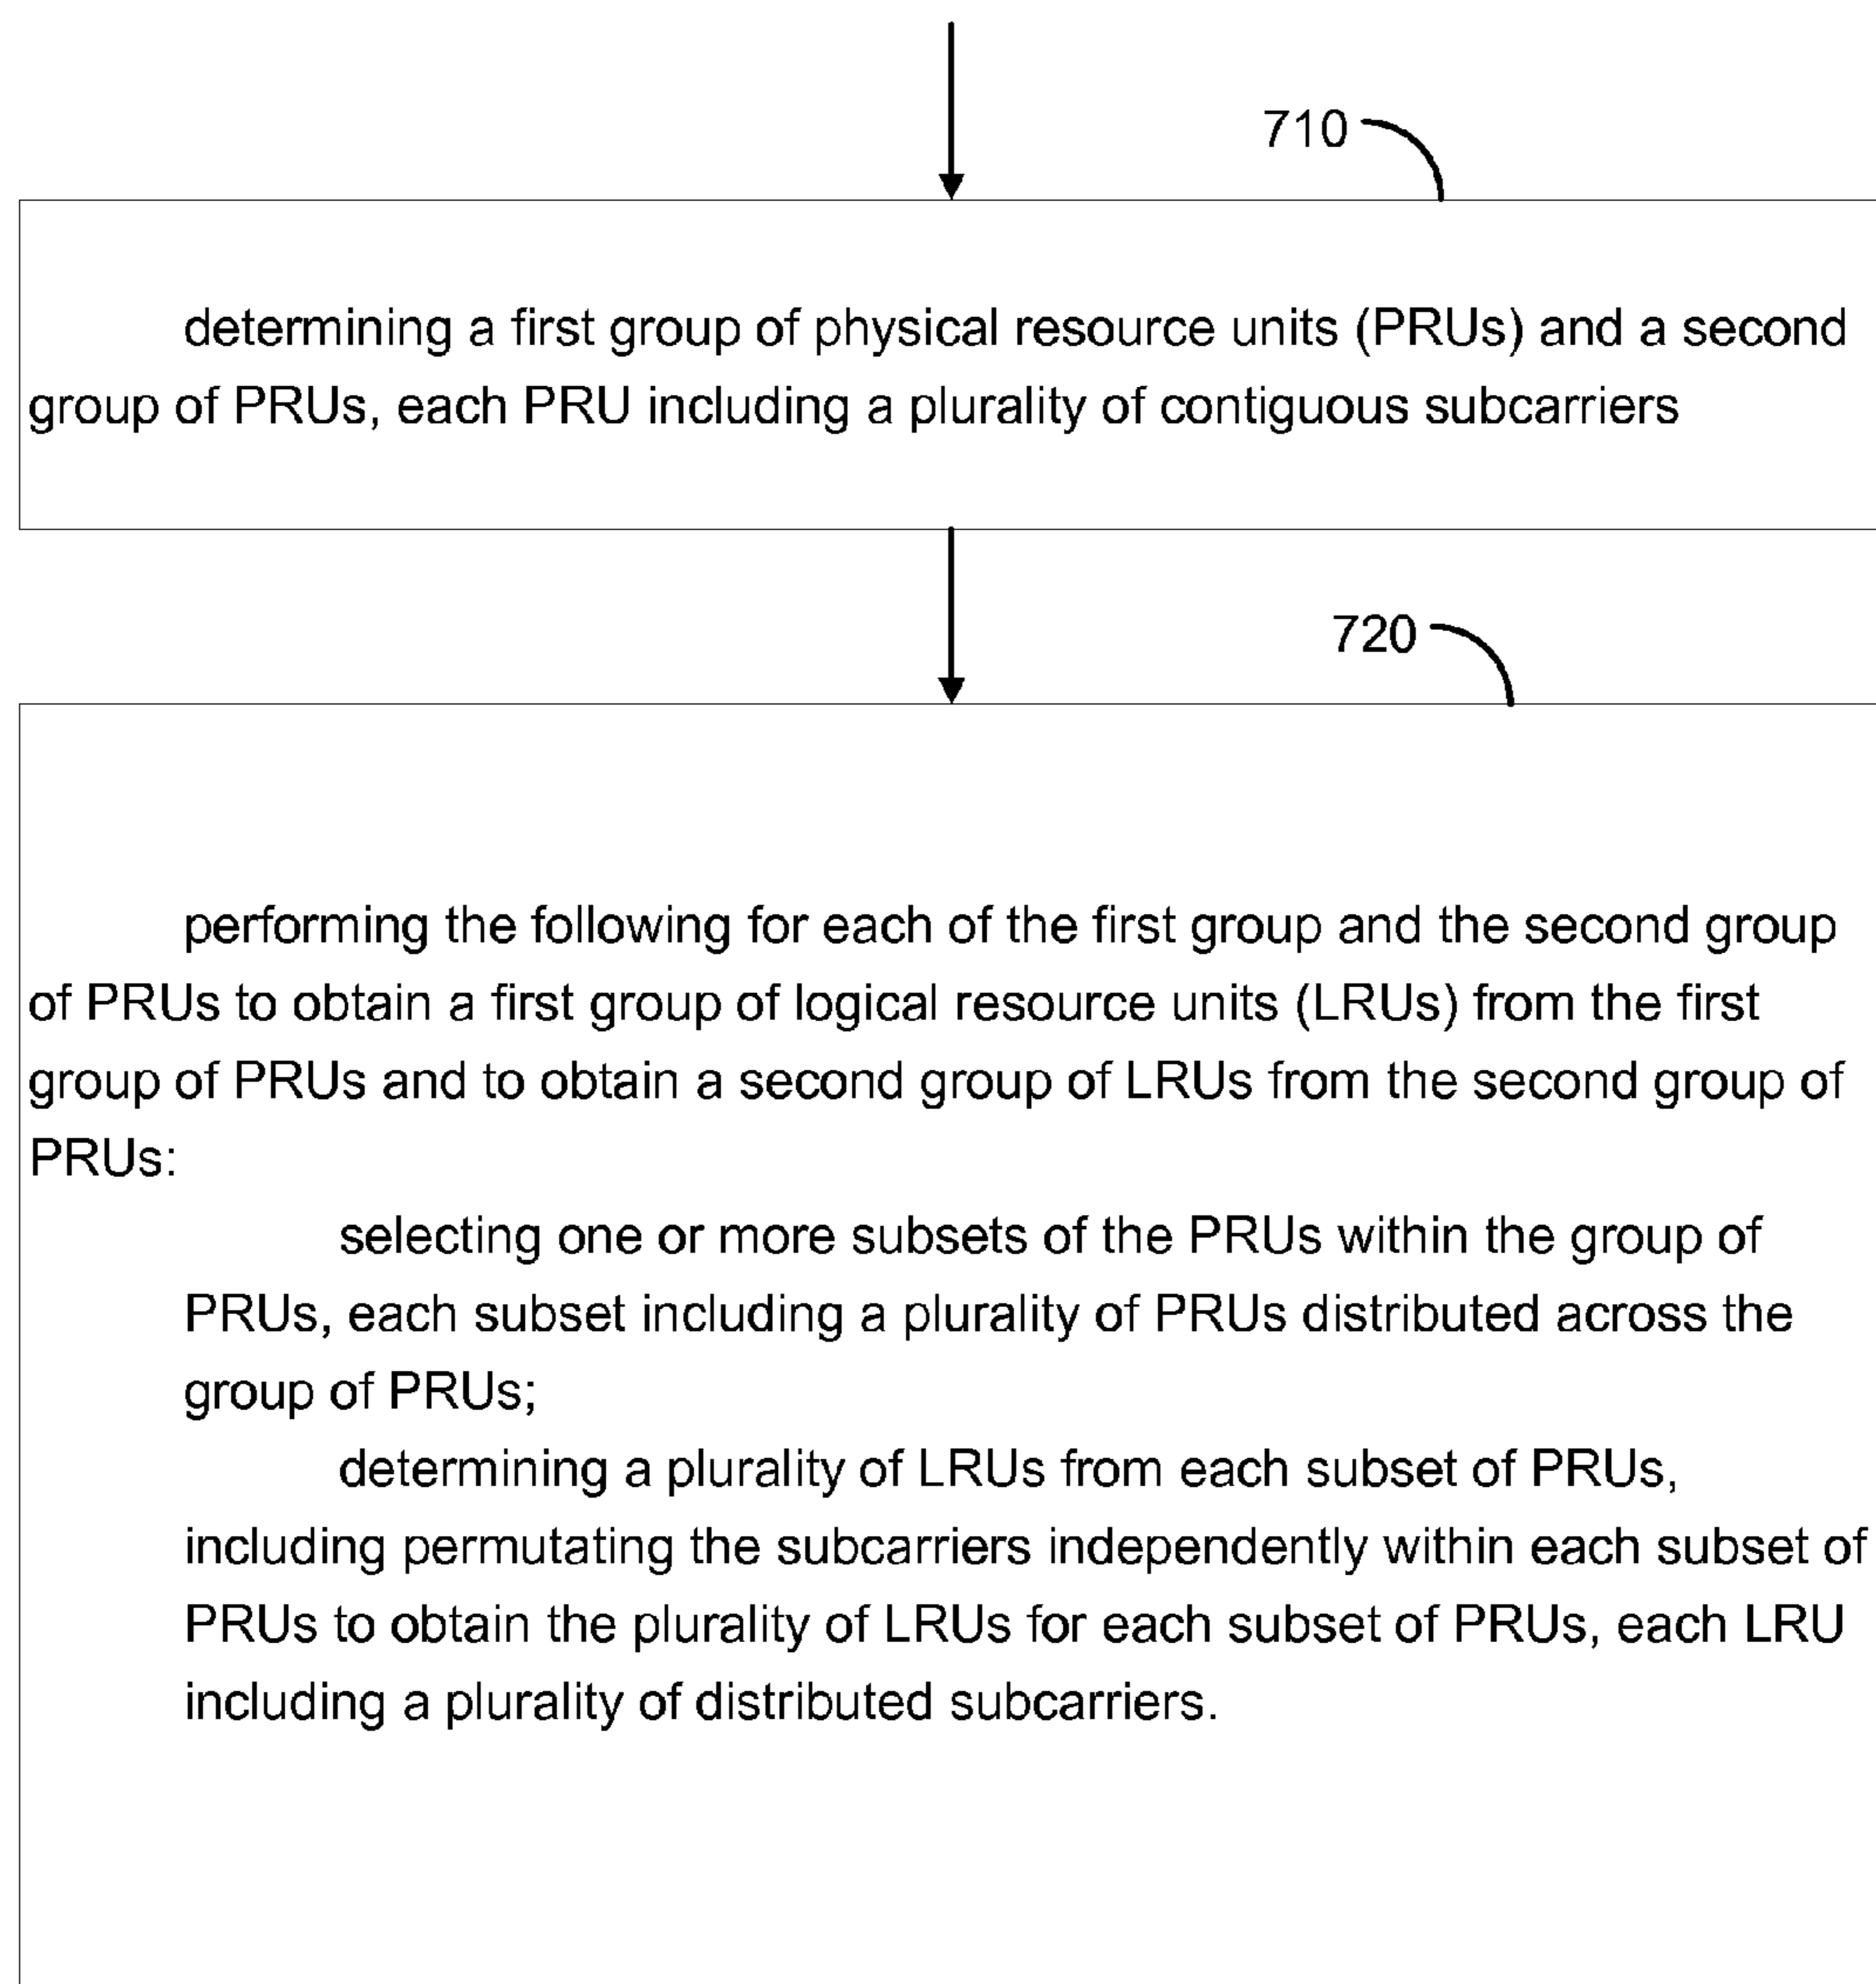 710
determining a first group of physical resource units (PRUs) and a second
group of PRUs, each PRU including a plurality of contiguous subcarriers
720
performing the following for each of the first group and the second group
of PRUs to obtain a first group of logical resource units (LRUs) from the first
group of PRUs and to obtain a second group of LRUs from the second group of
PRUs:
selecting one or more subsets of the PRUs within the group of
PRUs, each subset including a plurality of PRUs distributed across the
group of PRUs;
determining a plurality of LRUs from each subset of PRUs,
including permutating the subcarriers independently within each subset of
PRUs to obtain the plurality of LRUs for each subset of PRUs, each LRU
including a plurality of distributed subcarriers.